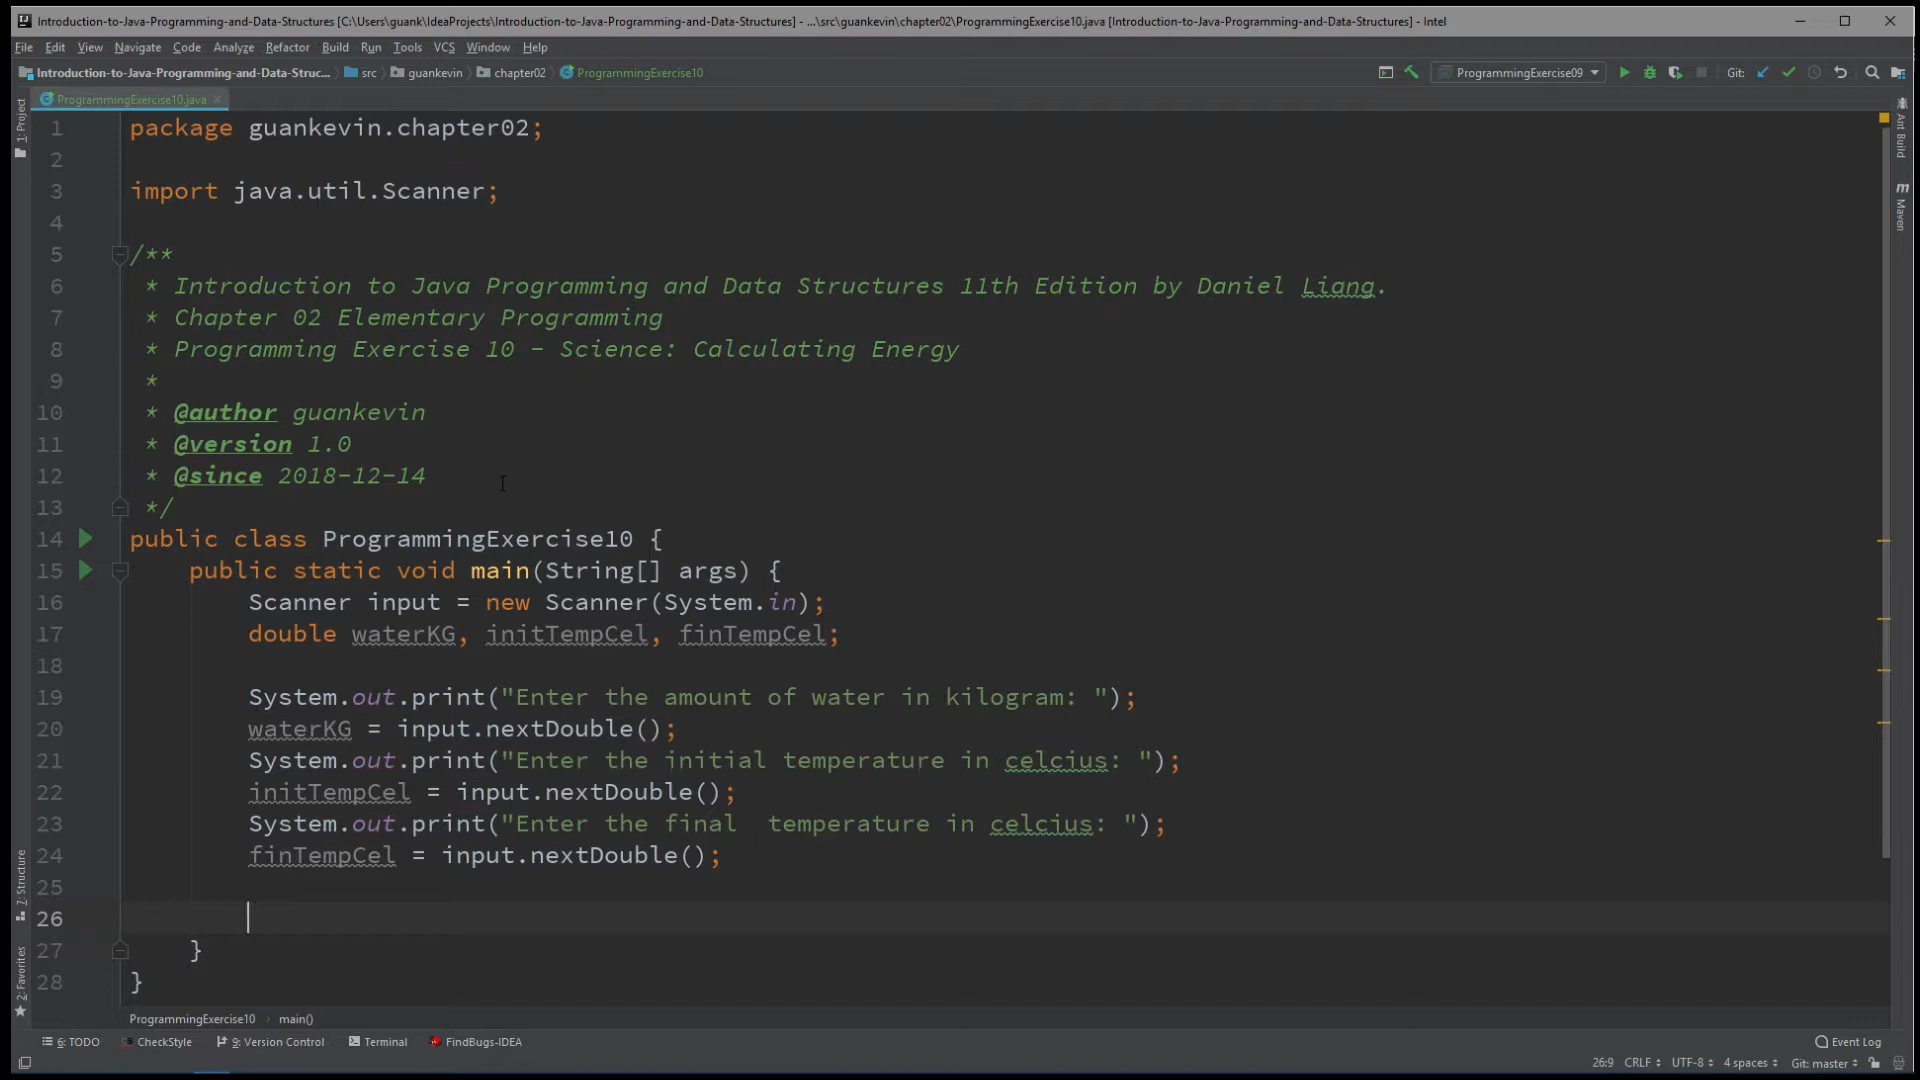 Introduction-to-Java-Programming-and-Data-Structures [C:\Users\guank\IdeaProjects\Introduction-to-Java-Programming-and-Data-Structures] - ...\src\guankevin\chapter02\ProgrammingExercise10.java [Introduction-to-Java-Programming-and-Data-Structures] - Intel
File Edit View Navigate Code Analyze Refactor Build Run Tools VCS Window Help
Introduction-to-Java-Programming-and-Data-Struc... src guankevin chapter02 ProgrammingExercise10 ProgrammingExercise09 Git:
ProgrammingExercise10.java
1: Project
Ant Build
Maven
7: Structure
2: Favorites
1 package guankevin.chapter02;
2
3 import java.util.Scanner;
4
5 /**
6 * Introduction to Java Programming and Data Structures 11th Edition by Daniel Liang.
7 * Chapter 02 Elementary Programming
8 * Programming Exercise 10 - Science: Calculating Energy
9 *
10 * @author guankevin
11 * @version 1.0
12 * @since 2018-12-14
13 */
14 public class ProgrammingExercise10 {
15 public static void main(String[] args) {
16 Scanner input = new Scanner(System.in);
17 double waterKG, initTempCel, finTempCel;
18
19 System.out.print("Enter the amount of water in kilogram: ");
20 waterKG = input.nextDouble();
21 System.out.print("Enter the initial temperature in celcius: ");
22 initTempCel = input.nextDouble();
23 System.out.print("Enter the final  temperature in celcius: ");
24 finTempCel = input.nextDouble();
25
26
27 }
28 }
ProgrammingExercise10 main()
6: TODO CheckStyle 9: Version Control Terminal FindBugs-IDEA Event Log
26:9 CRLF UTF-8 4 spaces Git: master